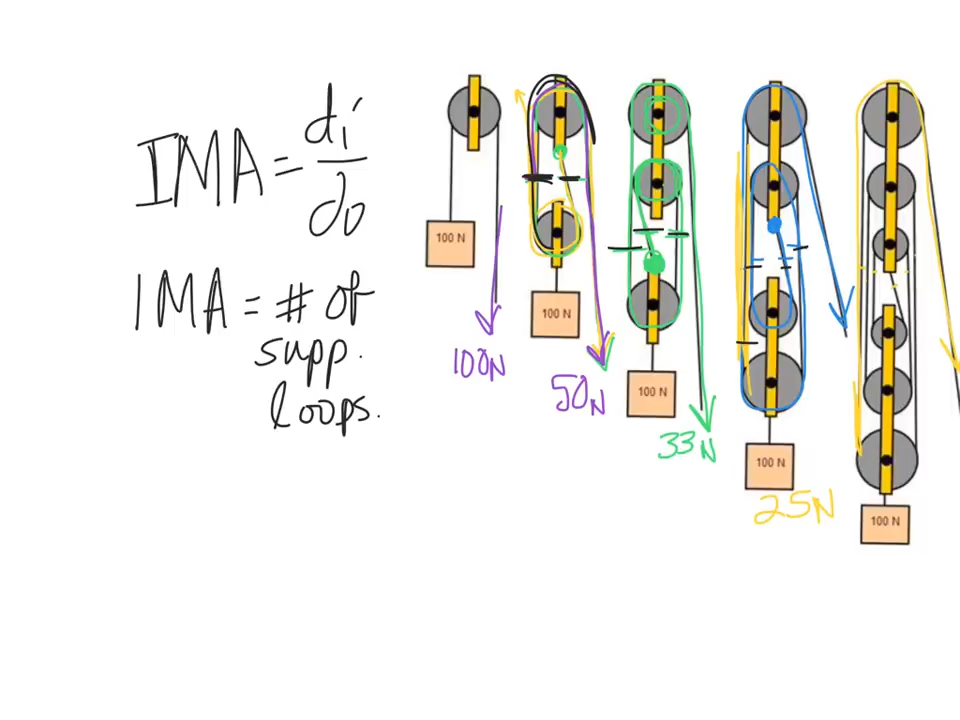 IMA = di/do
IMA = # of
supp.
loops.
100 N
100N
100 N
50N
100 N
33N
100 N
25N
100 N